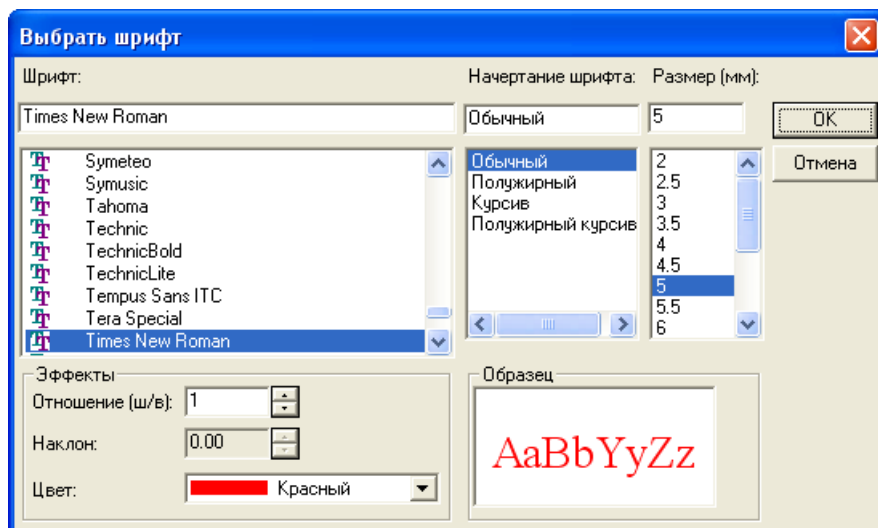 Выбрать шрифт
Шрифт:
Начертание шрифта:
Размер (мм):
Times New Roman
Обычный
5
OK
Отмена
Symeteo
Symusic
Tahoma
Technic
TechnicBold
TechnicLite
Tempus Sans ITC
Tera Special
Times New Roman
Обычный
Полужирный
Курсив
Полужирный курсив
2
2.5
3
3.5
4
4.5
5
5.5
6
Эффекты
Отношение (ш/в): 1
Наклон: 0.00
Цвет: Красный
Образец
AaBbYyZz